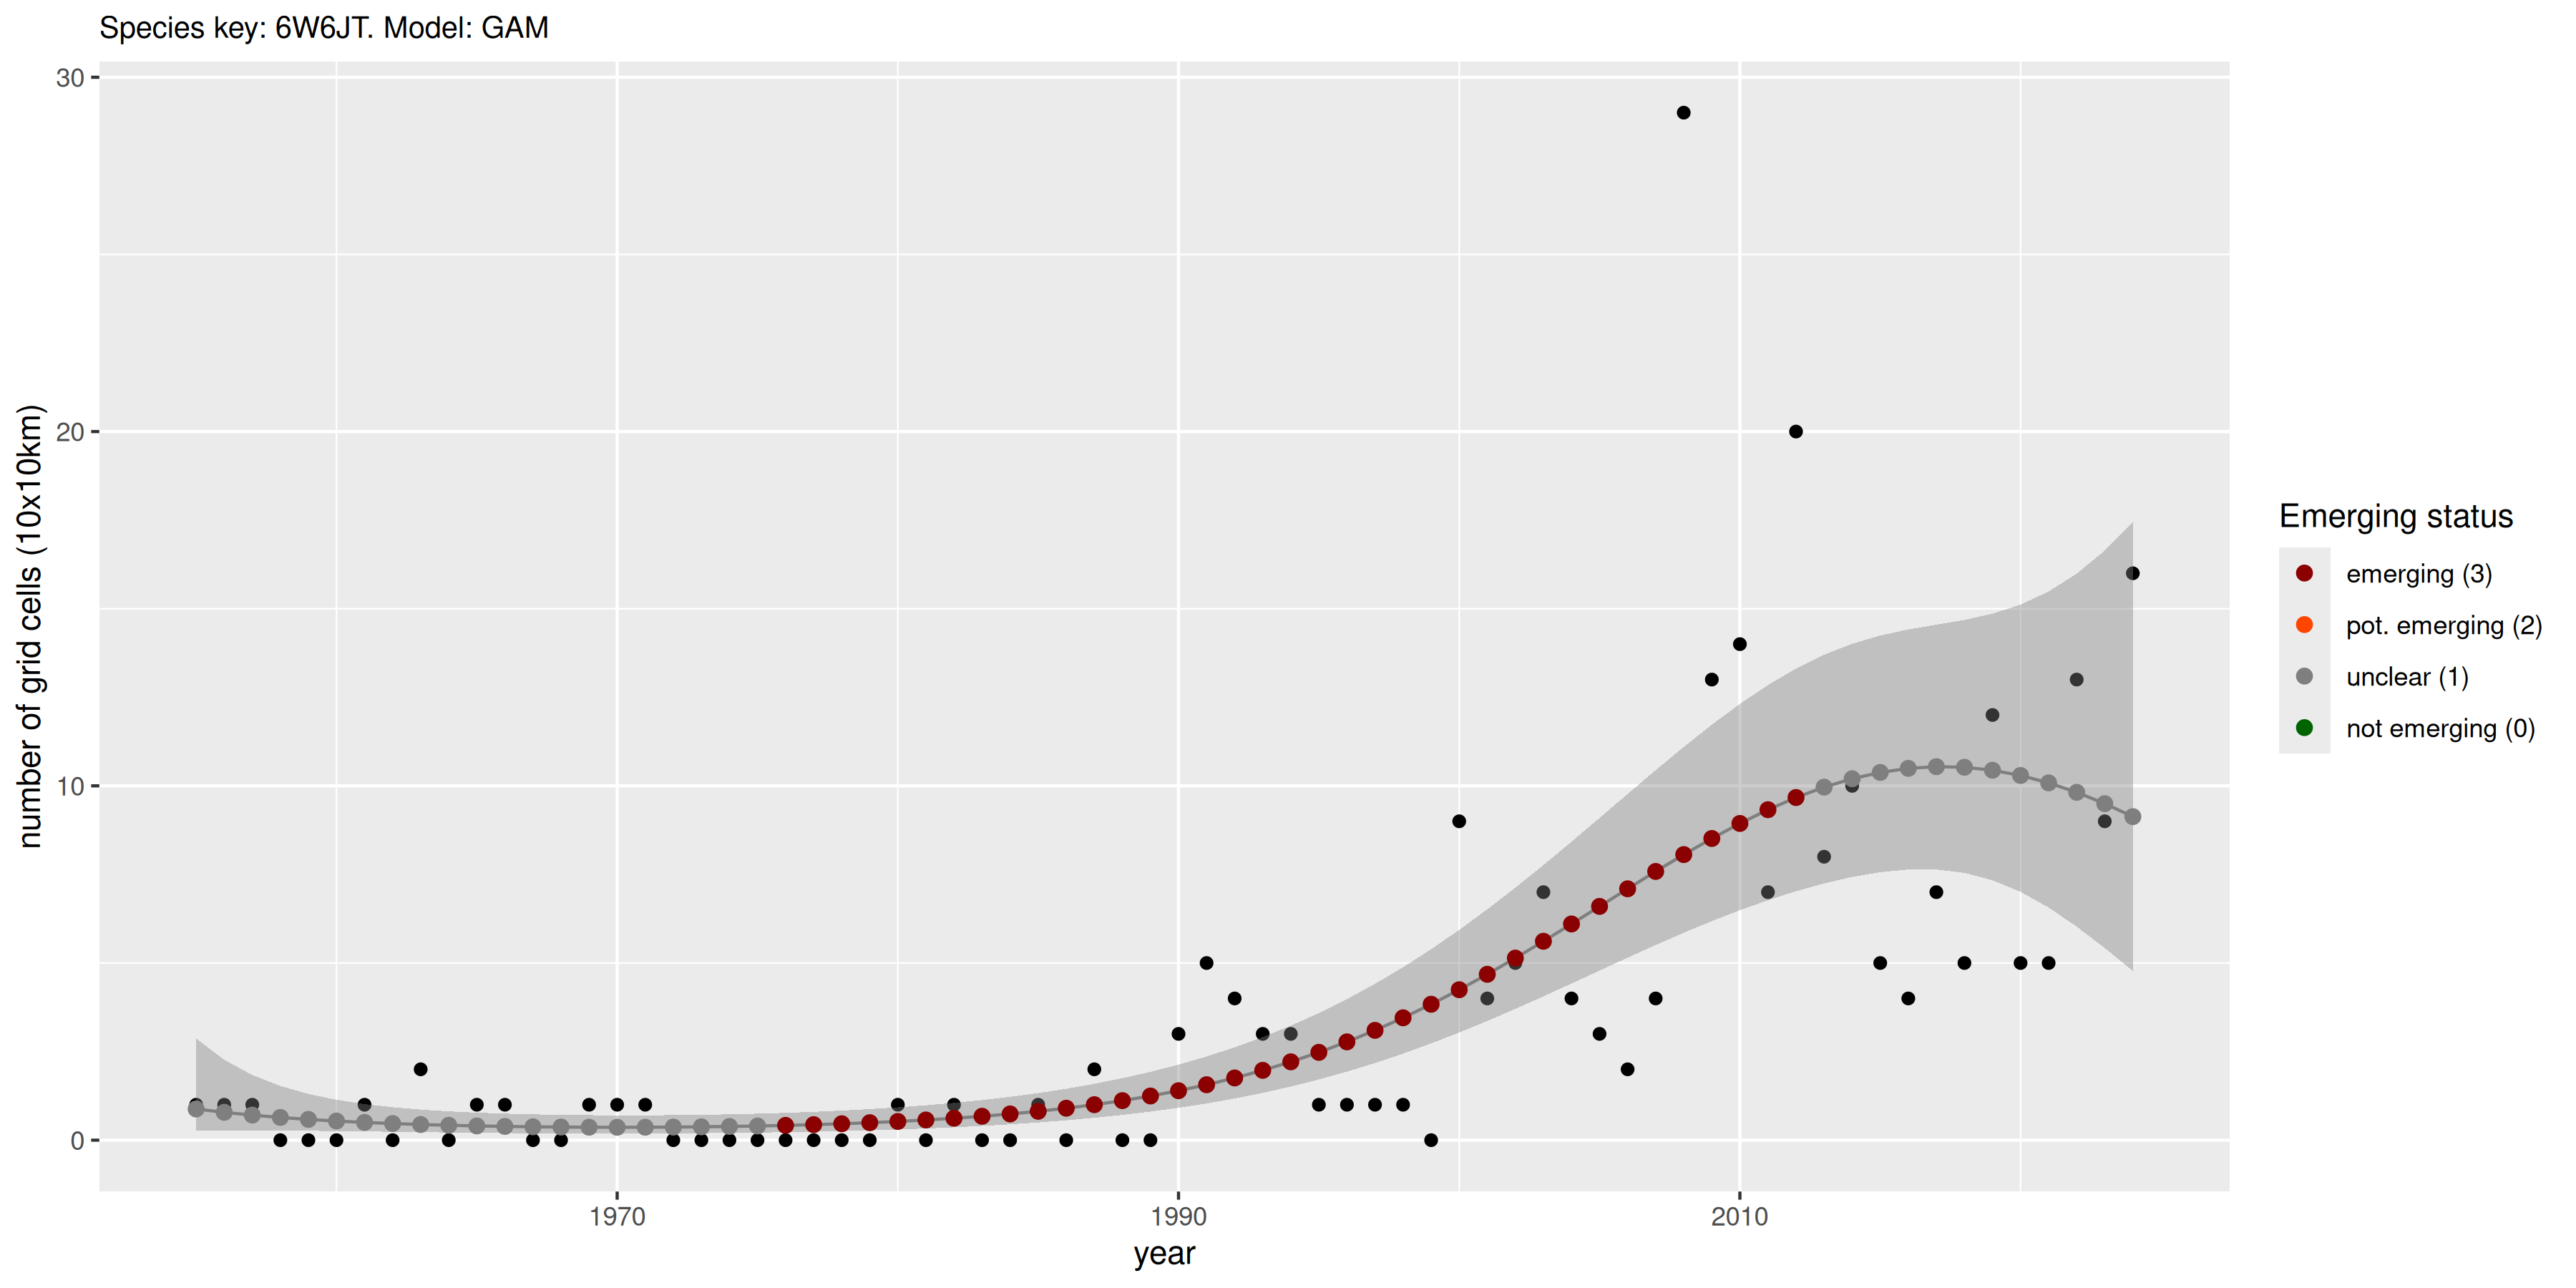 Species key: 6W6JT. Model: GAM
30
20
10
0
number of grid cells (10x10km)
1970
1990
2010
year
Emerging status
emerging (3)
pot. emerging (2)
unclear (1)
not emerging (0)